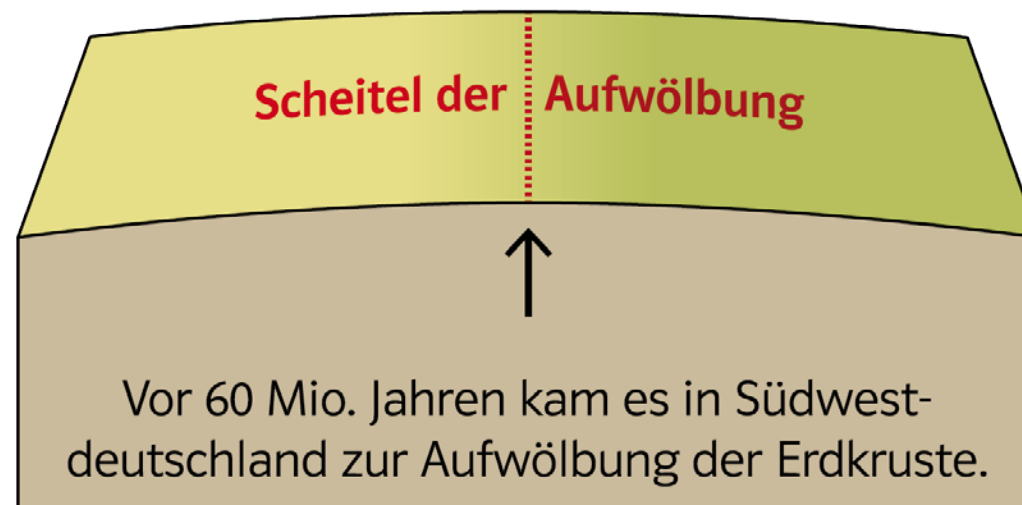 Scheitel der Aufwölbung
Vor 60 Mio. Jahren kam es in Südwest-
deutschland zur Aufwölbung der Erdkruste.